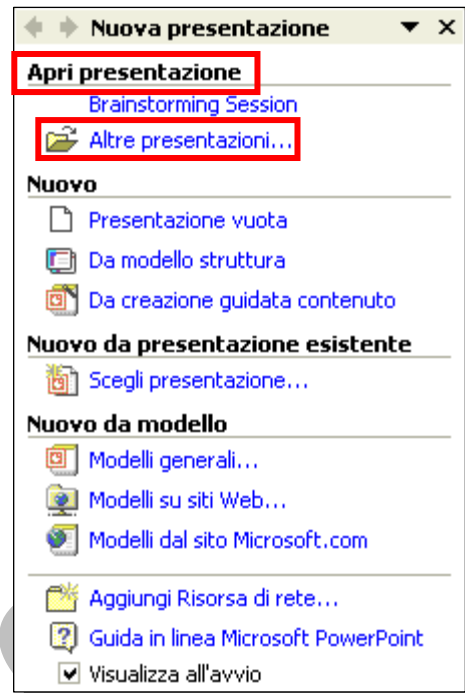 Nuova presentazione
Apri presentazione
Brainstorming Session
Altre presentazioni...
Nuovo
Presentazione vuota
Da modello struttura
Da creazione guidata contenuto
Nuovo da presentazione esistente
Scegli presentazione...
Nuovo da modello
Modelli generali...
Modelli su siti Web...
Modelli dal sito Microsoft.com
Aggiungi Risorsa di rete...
Guida in linea Microsoft PowerPoint
Visualizza all'avvio